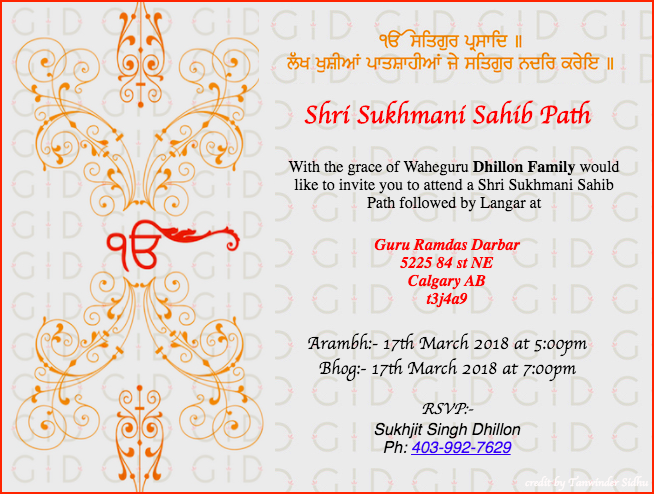 ੴ ਸਤਿਗੁਰ ਪ੍ਰਸਾਦਿ ॥
ਲੱਖ ਖੁਸ਼ੀਆਂ ਪਾਤਸ਼ਾਹੀਆਂ ਜੇ ਸਤਿਗੁਰ ਨਦਰਿ ਕਰੇਇ ॥
Shri Sukhmani Sahib Path
With the grace of Waheguru Dhillon Family would
like to invite you to attend a Shri Sukhmani Sahib
Path followed by Langar at
ੴ
Guru Ramdas Darbar
5225 84 st NE
Calgary AB
t3j4a9
Arambh:- 17th March 2018 at 5:00pm
Bhog:- 17th March 2018 at 7:00pm
RSVP:-
Sukhjit Singh Dhillon
Ph: 403-992-7629
credit by Tanvinder Sidhu